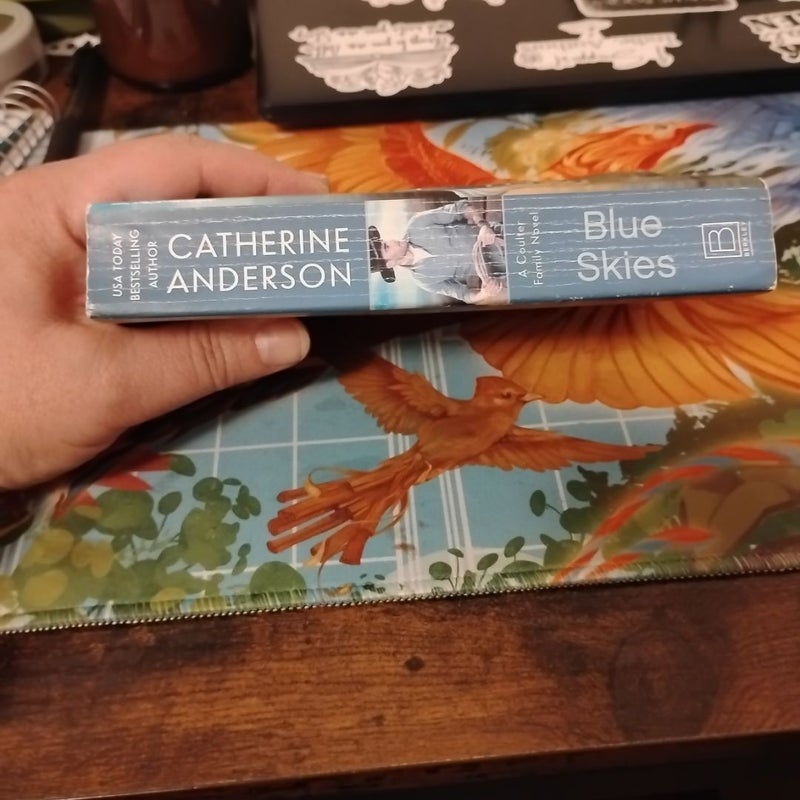 USA TODAY
BESTSELLING
AUTHOR
CATHERINE
ANDERSON
A Coulter
Family Novel
Blue
Skies
B
BERKLEY